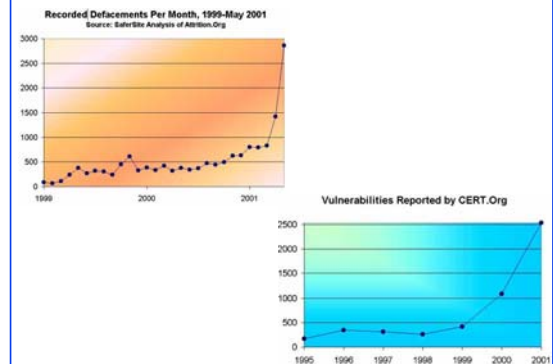 Recorded Defacements Per Month, 1999-May 2001
Source: SaferSite Analysis of Attrition.Org
3000
2500
2000
1500
1000
500
0
1999 2000 2001
Vulnerabilities Reported by CERT.Org
2500
2000
1500
1000
500
0
1995 1996 1997 1998 1999 2000 2001